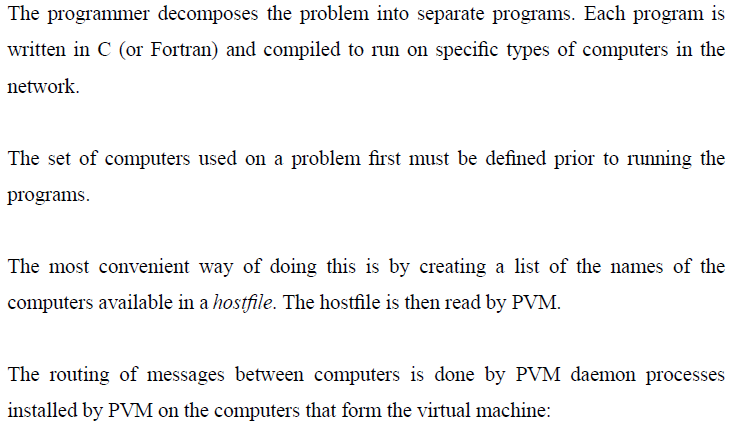 The programmer decomposes the problem into separate programs. Each program is
written in C (or Fortran) and compiled to run on specific types of computers in the
network.
The set of computers used on a problem first must be defined prior to running the
programs.
The most convenient way of doing this is by creating a list of the names of the
computers available in a hostfile. The hostfile is then read by PVM.
The routing of messages between computers is done by PVM daemon processes
installed by PVM on the computers that form the virtual machine: